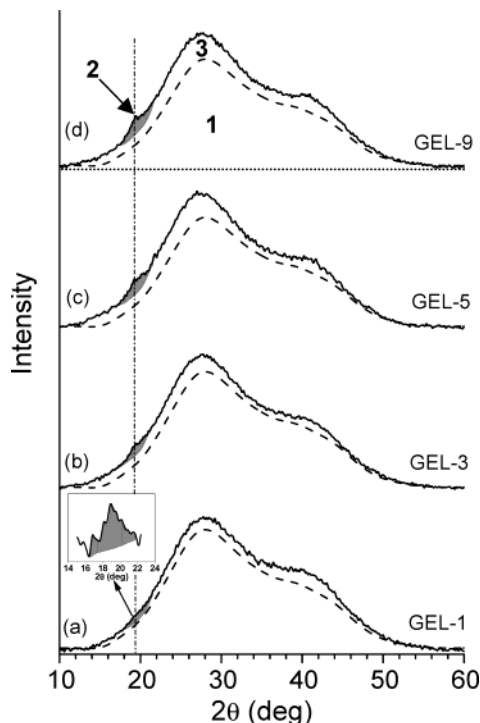 3
2
1
(d)
GEL-9
(c)
GEL-5
Intensity
(b)
GEL-3
14 16 18 20 22 24
2θ (deg)
(a)
GEL-1
10 20 30 40 50 60
2θ (deg)